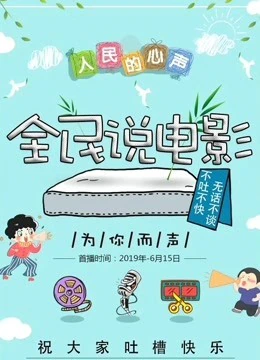 人民的心声
全民说电影
无话不谈
不吐不快
/为/你/而/声/
首播时间：2019年-6月15日
祝大家吐槽快乐